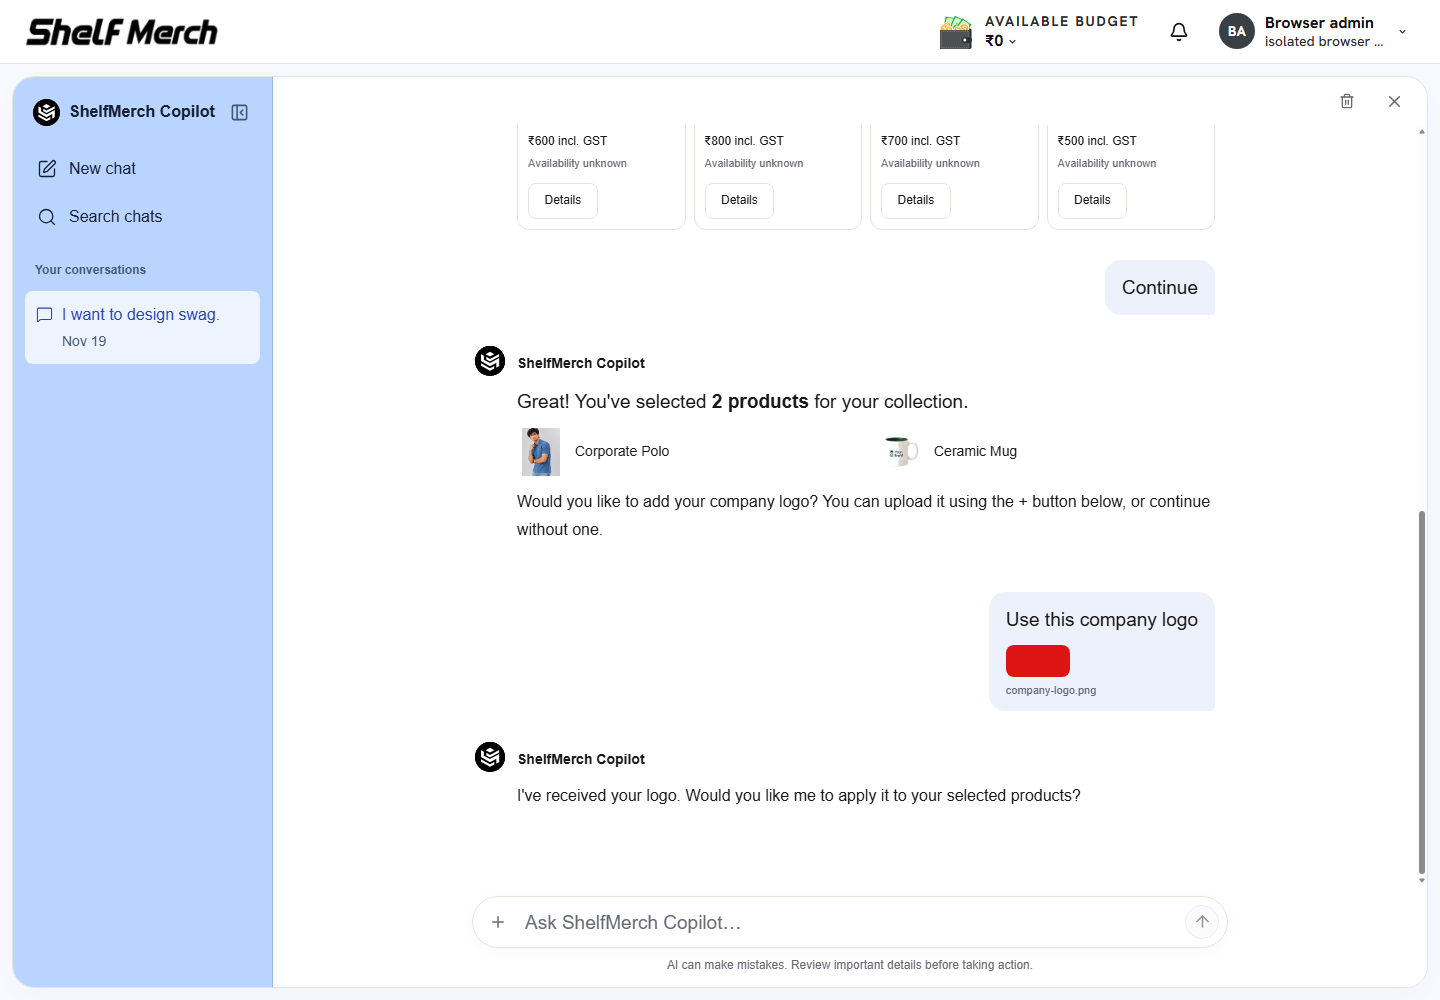 Shelf Merch
AVAILABLE BUDGET
₹0
BA
Browser admin
isolated browser ...
ShelfMerch Copilot
New chat
Search chats
Your conversations
I want to design swag.
Nov 19
₹600 incl. GST
Availability unknown
Details
₹800 incl. GST
Availability unknown
Details
₹700 incl. GST
Availability unknown
Details
₹500 incl. GST
Availability unknown
Details
Continue
ShelfMerch Copilot
Great! You've selected 2 products for your collection.
Corporate Polo
Ceramic Mug
Would you like to add your company logo? You can upload it using the + button below, or continue
without one.
Use this company logo
company-logo.png
ShelfMerch Copilot
I've received your logo. Would you like me to apply it to your selected products?
Ask ShelfMerch Copilot…
AI can make mistakes. Review important details before taking action.